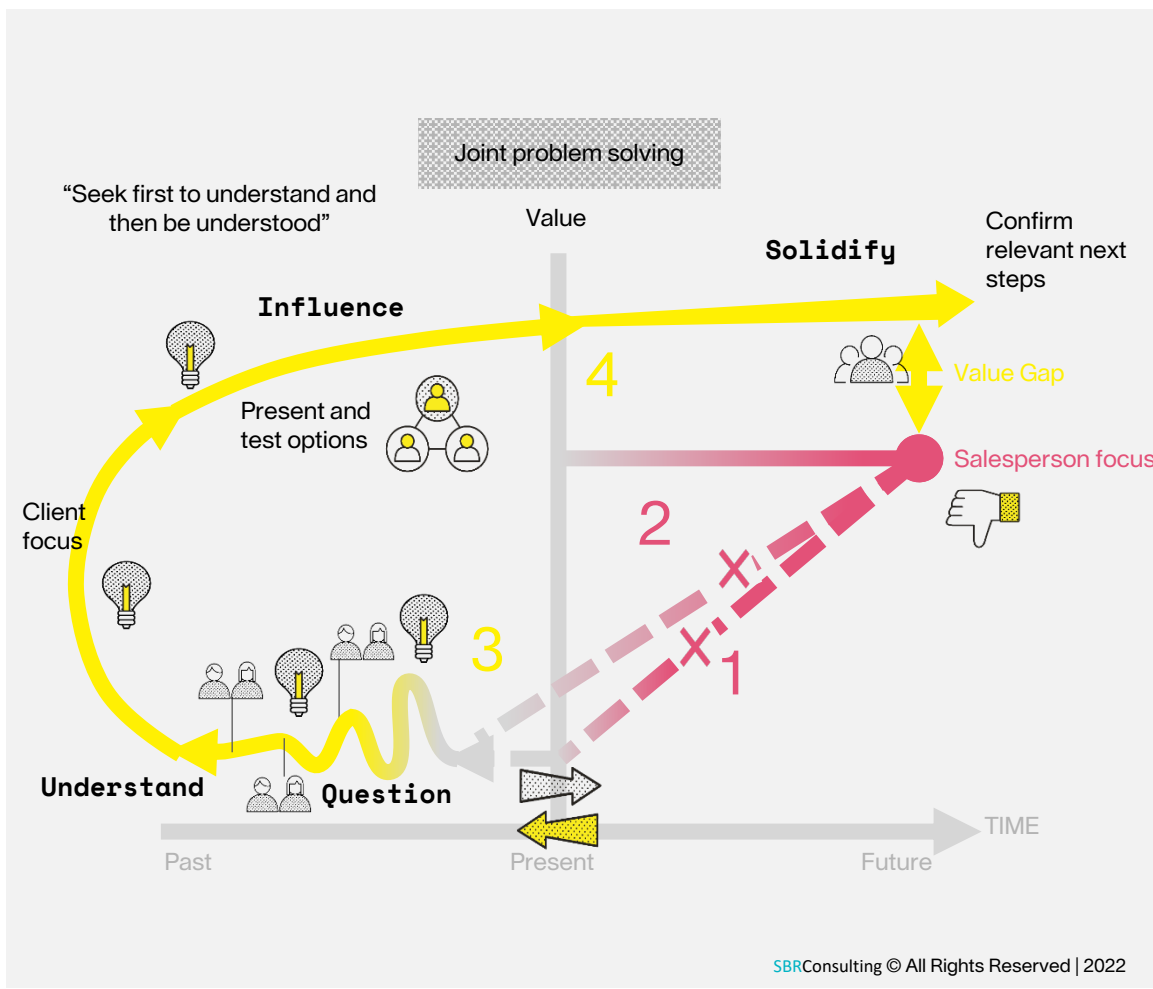 Joint problem solving
“Seek first to understand and
then be understood”
Value
Confirm
relevant next
steps
Solidify
Influence
4
Value Gap
Present and
test options
Salesperson focus
Client
focus
2
3
1
Understand
Question
TIME
Past
Present
Future
SBRConsulting © All Rights Reserved | 2022